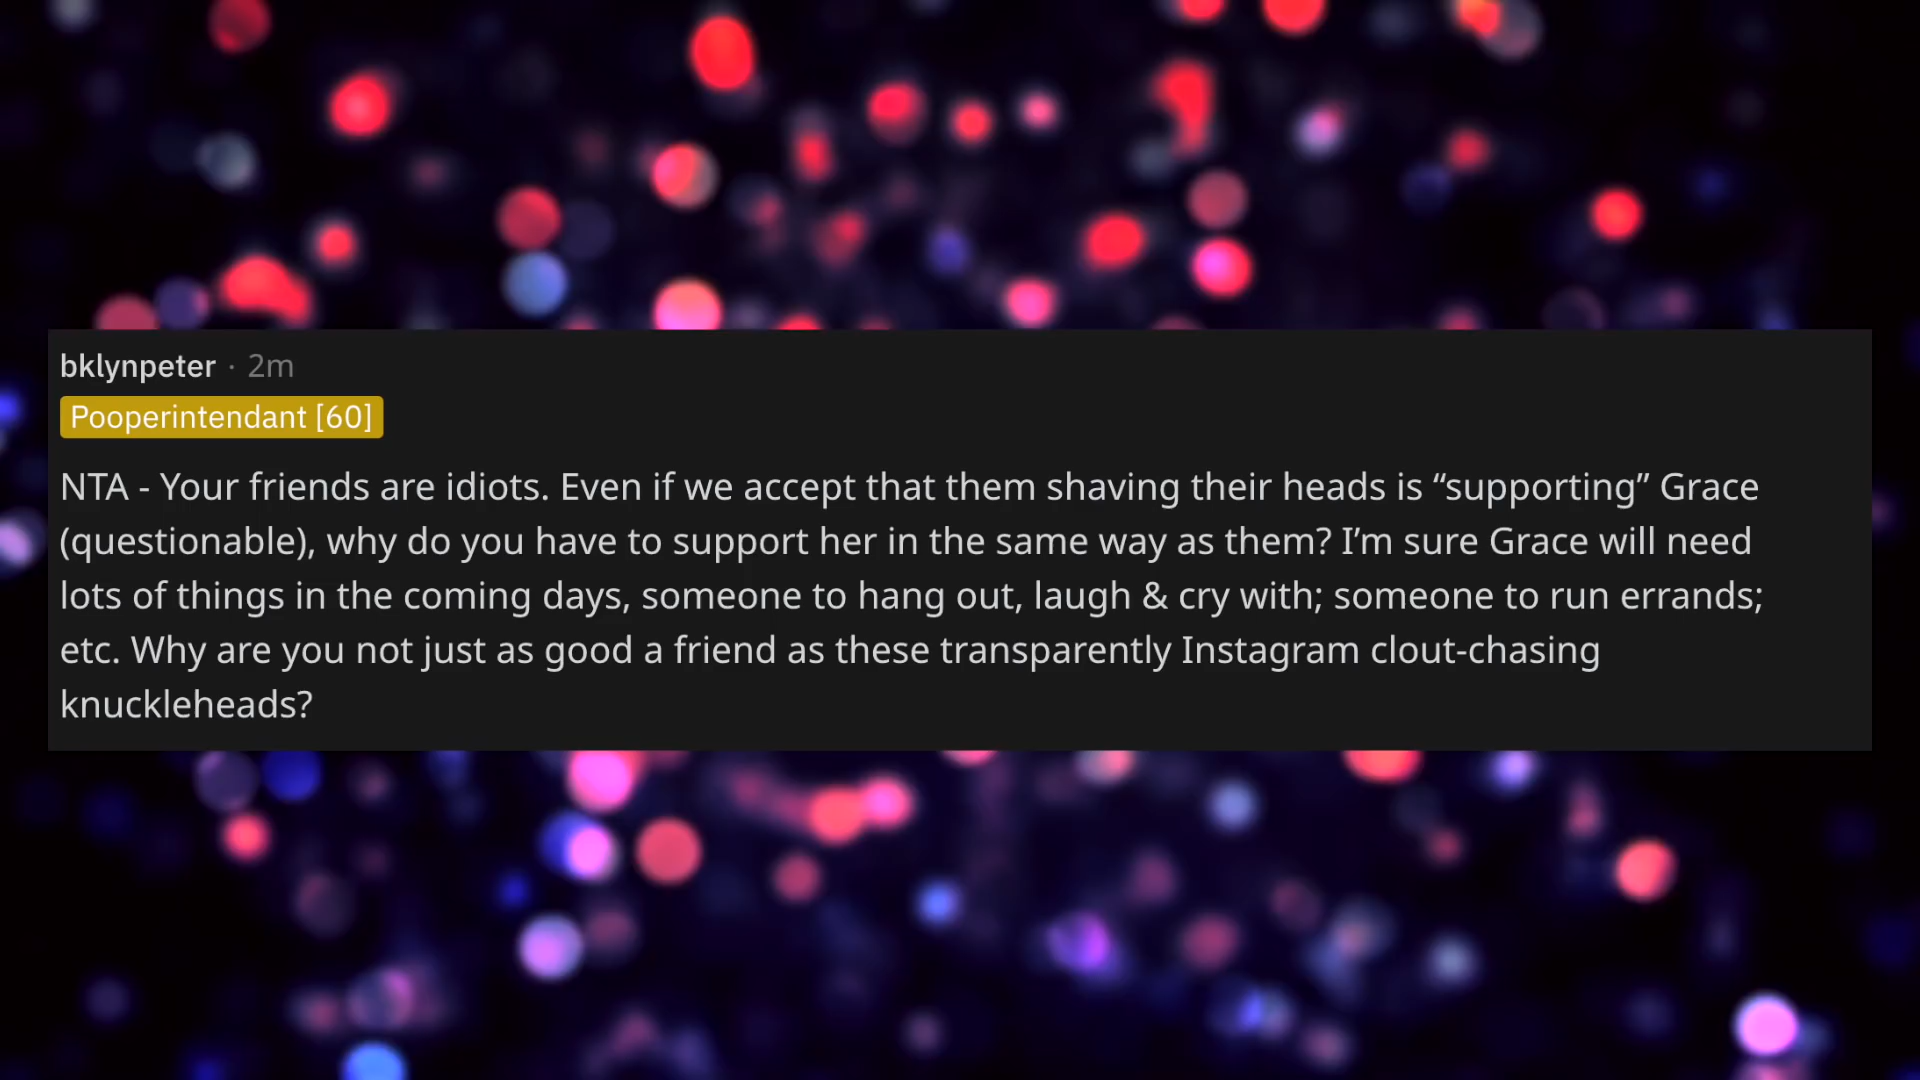 bklynpeter · 2m
Pooperintendant [60]
NTA - Your friends are idiots. Even if we accept that them shaving their heads is “supporting” Grace
(questionable), why do you have to support her in the same way as them? I’m sure Grace will need
lots of things in the coming days, someone to hang out, laugh & cry with; someone to run errands;
etc. Why are you not just as good a friend as these transparently Instagram clout-chasing
knuckleheads?